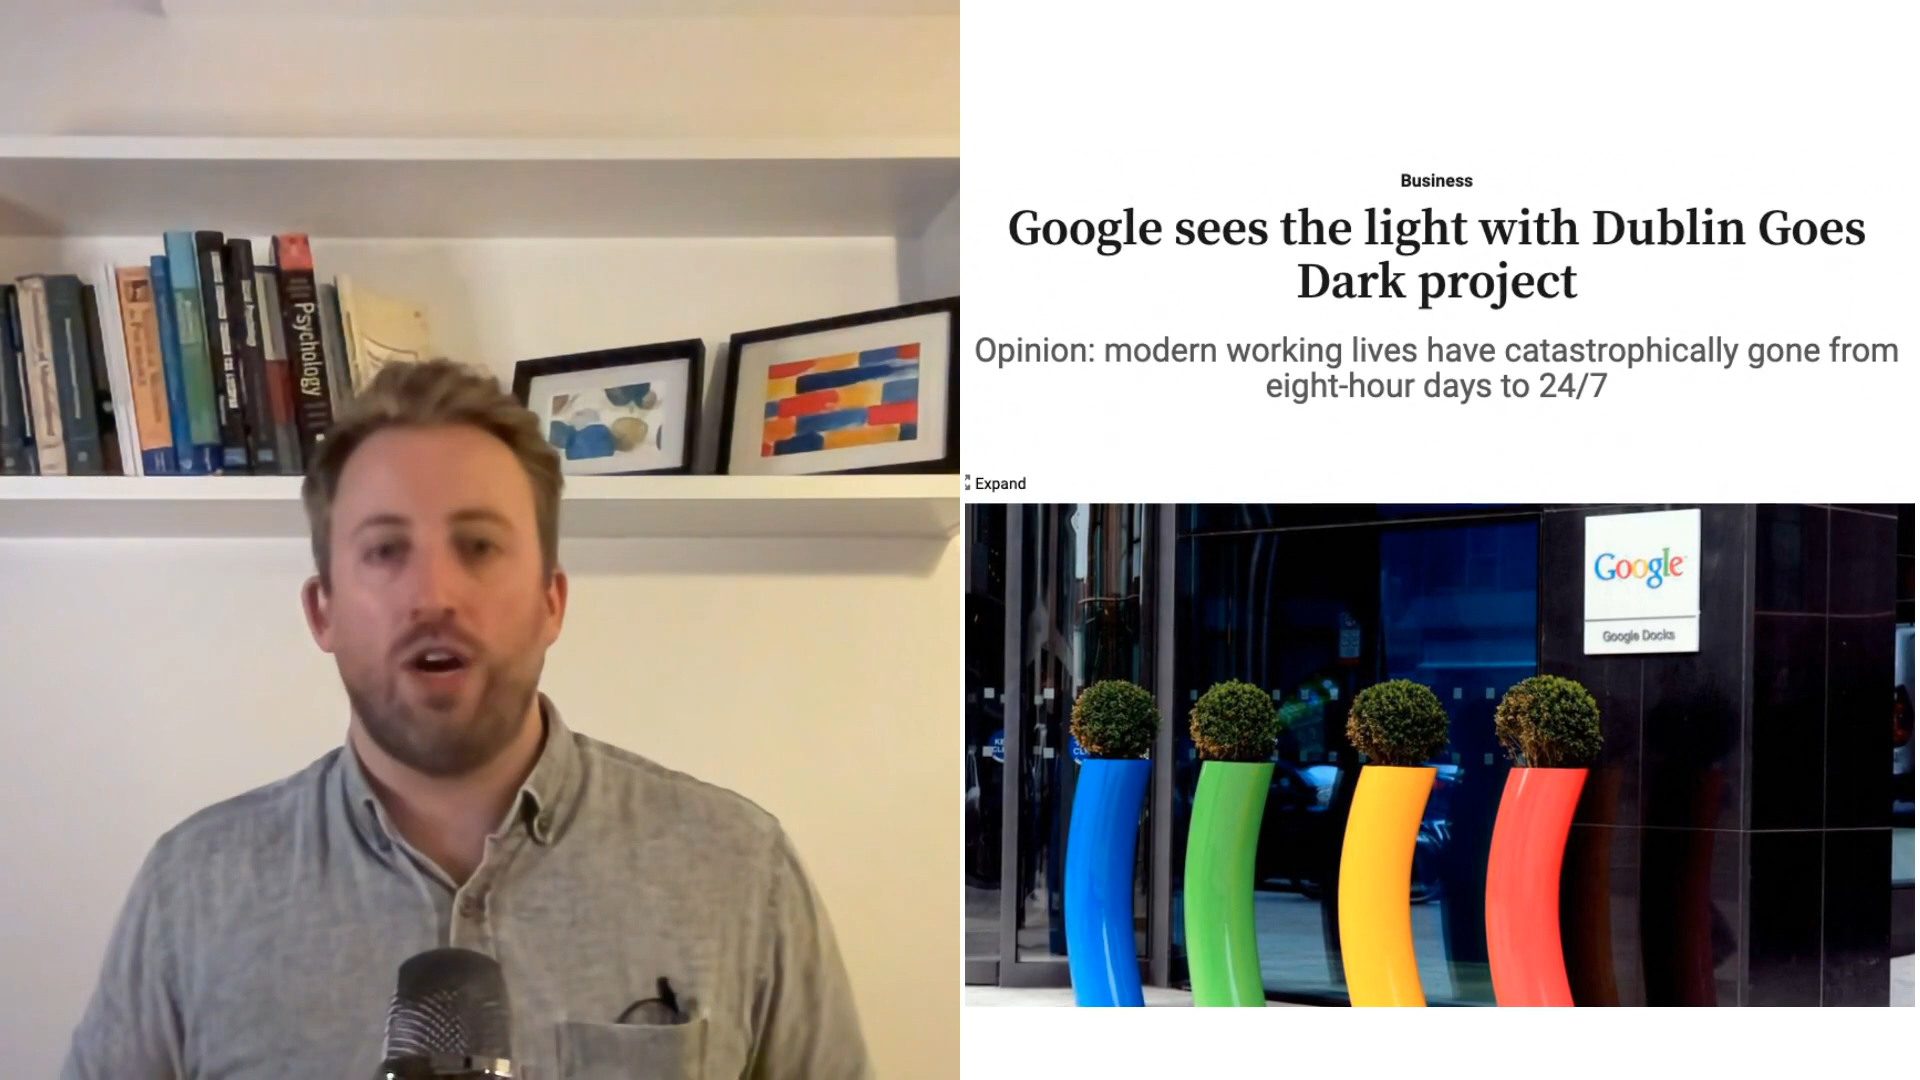 Psychology
Business
Google sees the light with Dublin Goes
Dark project
Opinion: modern working lives have catastrophically gone from
eight-hour days to 24/7
Expand
Google
Google Docks